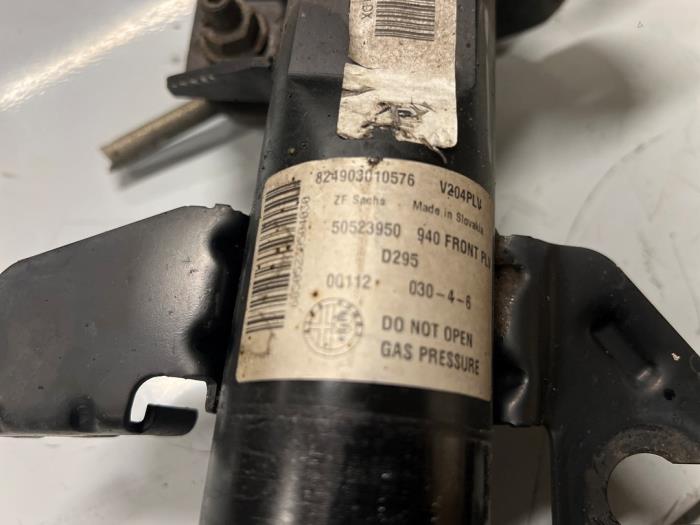 824903010576 V204PLV
ZF Sachs Made in Slovakia
50523950 940 FRONT PLV
D295
00112 030-4-6
DO NOT OPEN
GAS PRESSURE